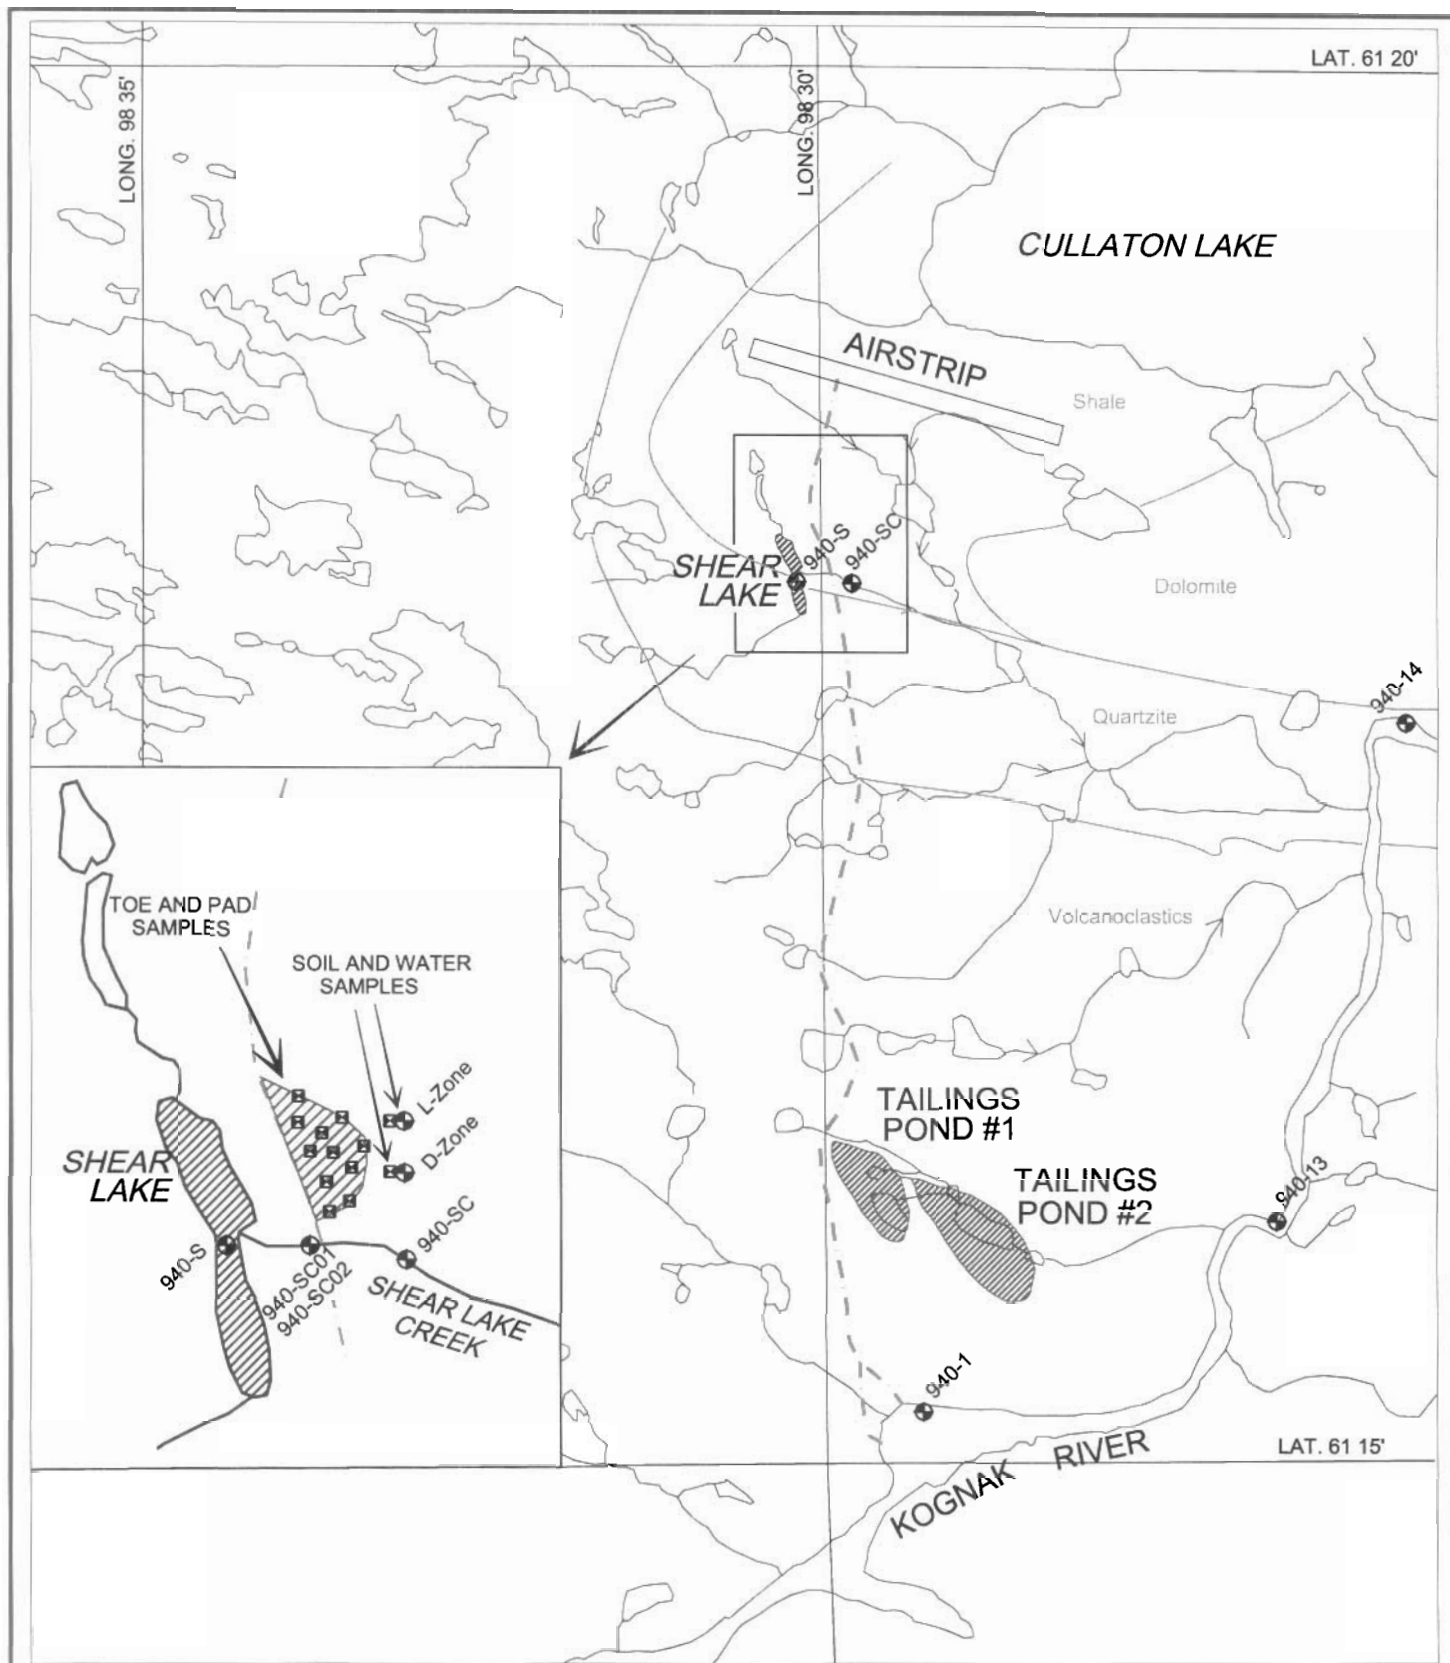 LAT. 61 20'
LONG. 98 35'
LONG. 98 30'
CULLATON LAKE
AIRSTRIP
Shale
940-S
940-SC
SHEAR
LAKE
Dolomite
940-14
Quartzite
Volcanoclastics
TOE AND PAD
SAMPLES
SOIL AND WATER
SAMPLES
L-Zone
D-Zone
SHEAR
LAKE
940-S
940-SC01
940-SC02
940-SC
SHEAR LAKE
CREEK
TAILINGS
POND #1
TAILINGS
POND #2
940-13
940-1
KOGNAK RIVER
LAT. 61 15'